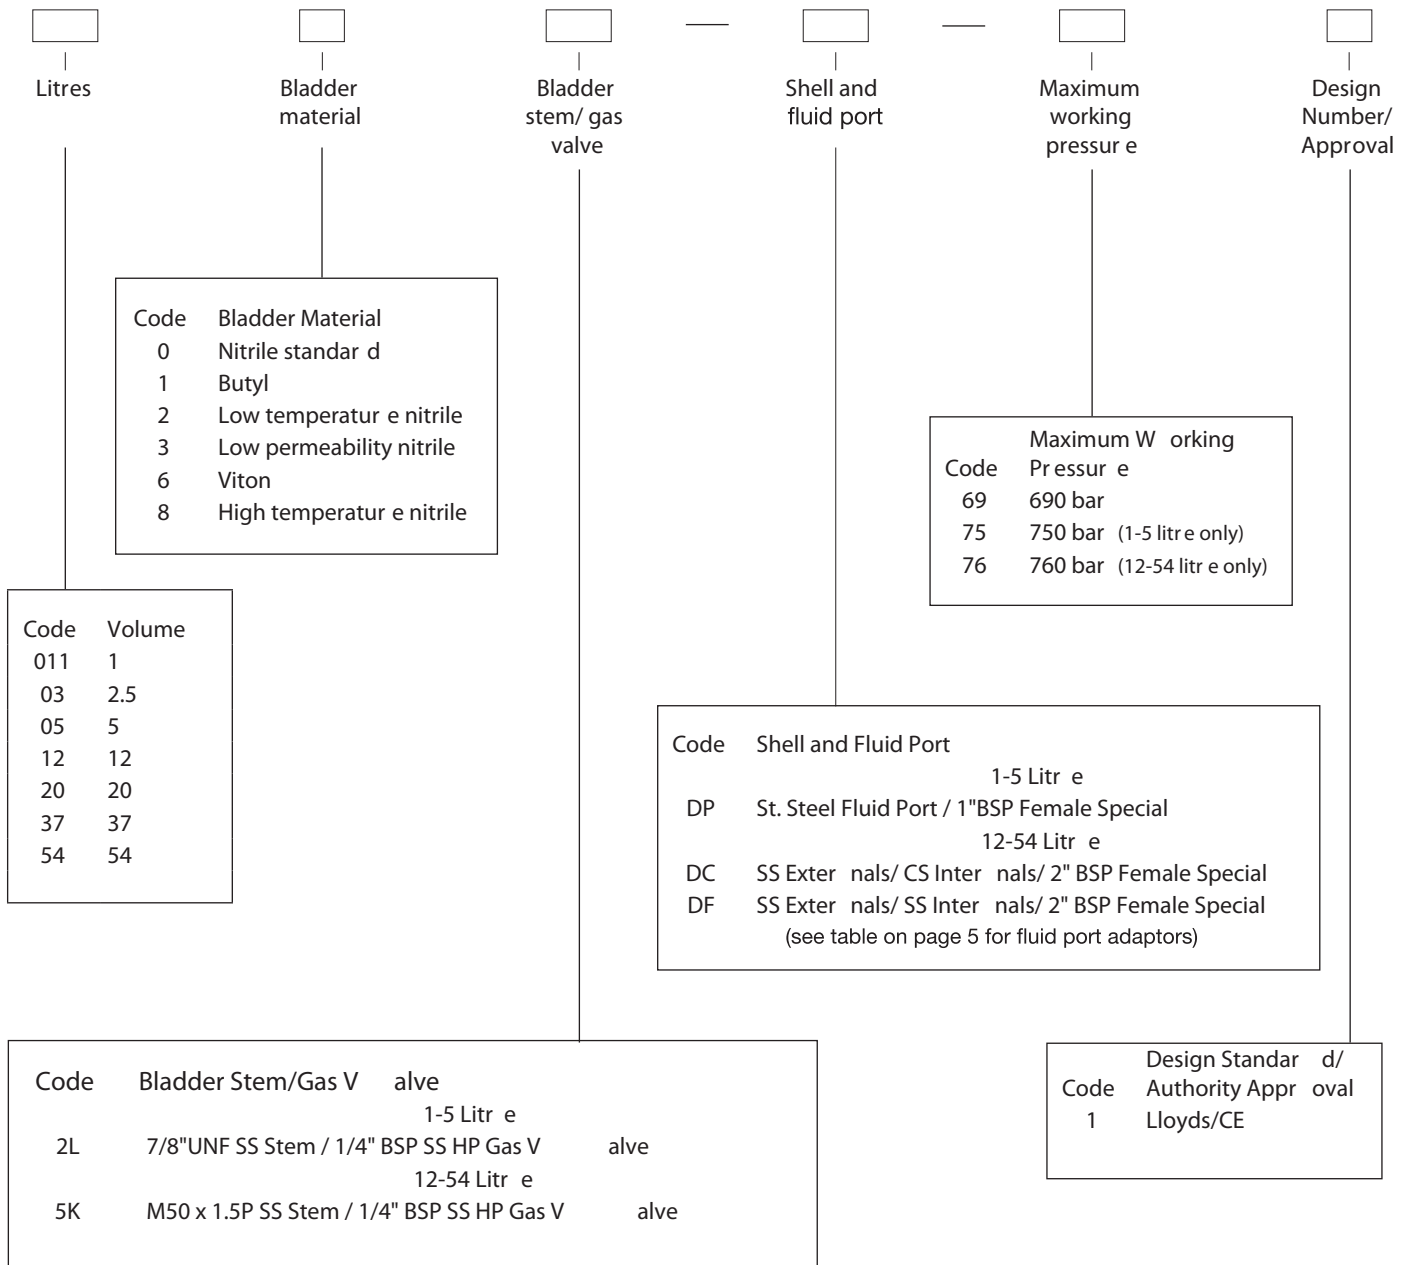 Litres
Bladder
material
Bladder
stem/ gas
valve
Shell and
fluid port
Maximum
working
pressur e
Design
Number/
Approval
Code Bladder Material
0 Nitrile standar d
1 Butyl
2 Low temperatur e nitrile
3 Low permeability nitrile
6 Viton
8 High temperatur e nitrile
Maximum W orking
Code Pr essur e
69 690 bar
75 750 bar (1-5 litr e only)
76 760 bar (12-54 litr e only)
Code Volume
011 1
03 2.5
05 5
12 12
20 20
37 37
54 54
Code Shell and Fluid Port
1-5 Litr e
DP St. Steel Fluid Port / 1"BSP Female Special
12-54 Litr e
DC SS Exter nals/ CS Inter nals/ 2" BSP Female Special
DF SS Exter nals/ SS Inter nals/ 2" BSP Female Special
(see table on page 5 for fluid port adaptors)
Code Bladder Stem/Gas V alve
1-5 Litr e
2L 7/8"UNF SS Stem / 1/4" BSP SS HP Gas V alve
12-54 Litr e
5K M50 x 1.5P SS Stem / 1/4" BSP SS HP Gas V alve
Design Standar d/
Code Authority Appr oval
1 Lloyds/CE